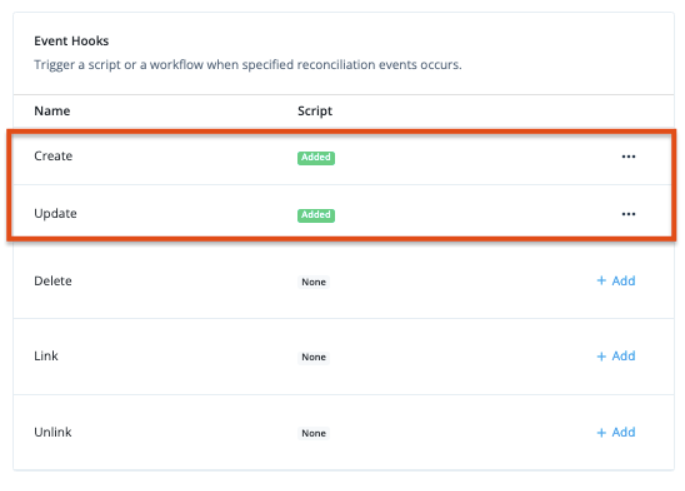 Event Hooks
Trigger a script or a workflow when specified reconciliation events occurs.
Name Script
Create Added ···
Update Added ···
Delete None + Add
Link None + Add
Unlink None + Add